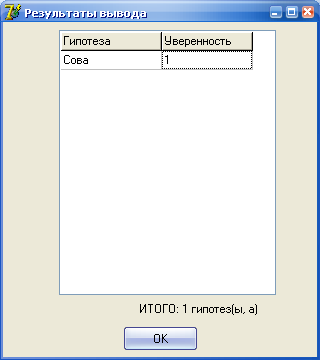 Результаты вывода
Гипотеза Уверенность
Сова 1
ИТОГО: 1 гипотез(ы, а)
OK